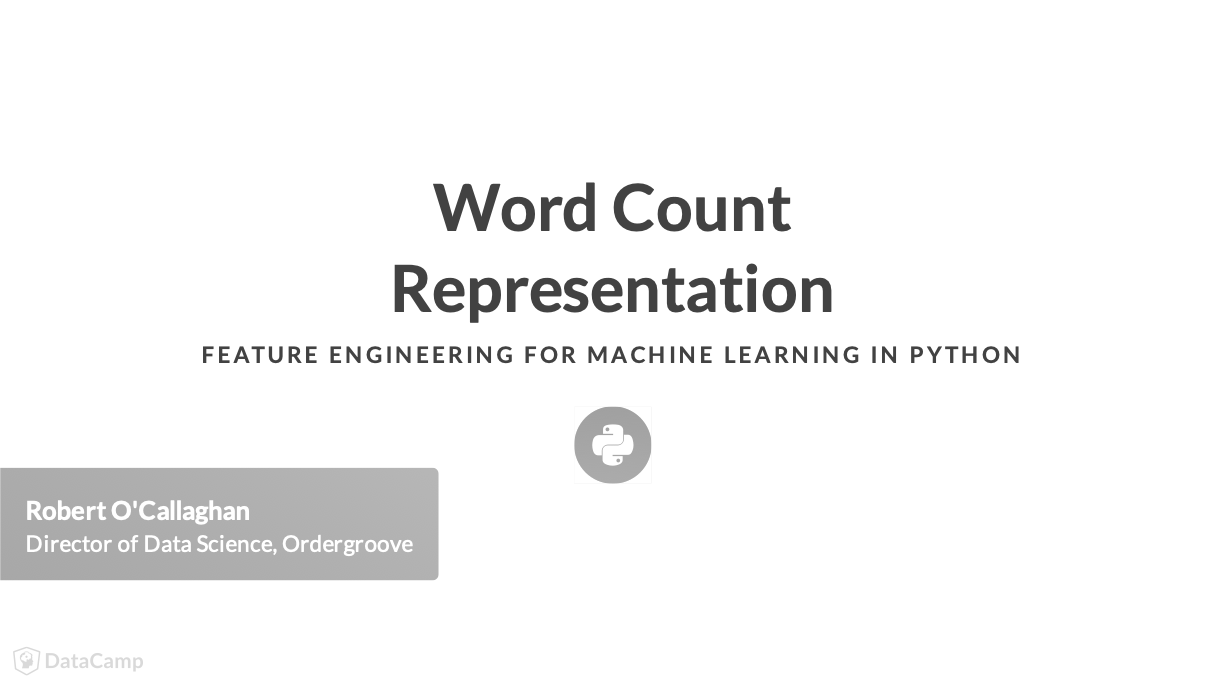 Word Count
Representation
FEATURE ENGINEERING FOR MACHINE LEARNING IN PYTHON
Robert O'Callaghan
Director of Data Science, Ordergroove
DataCamp